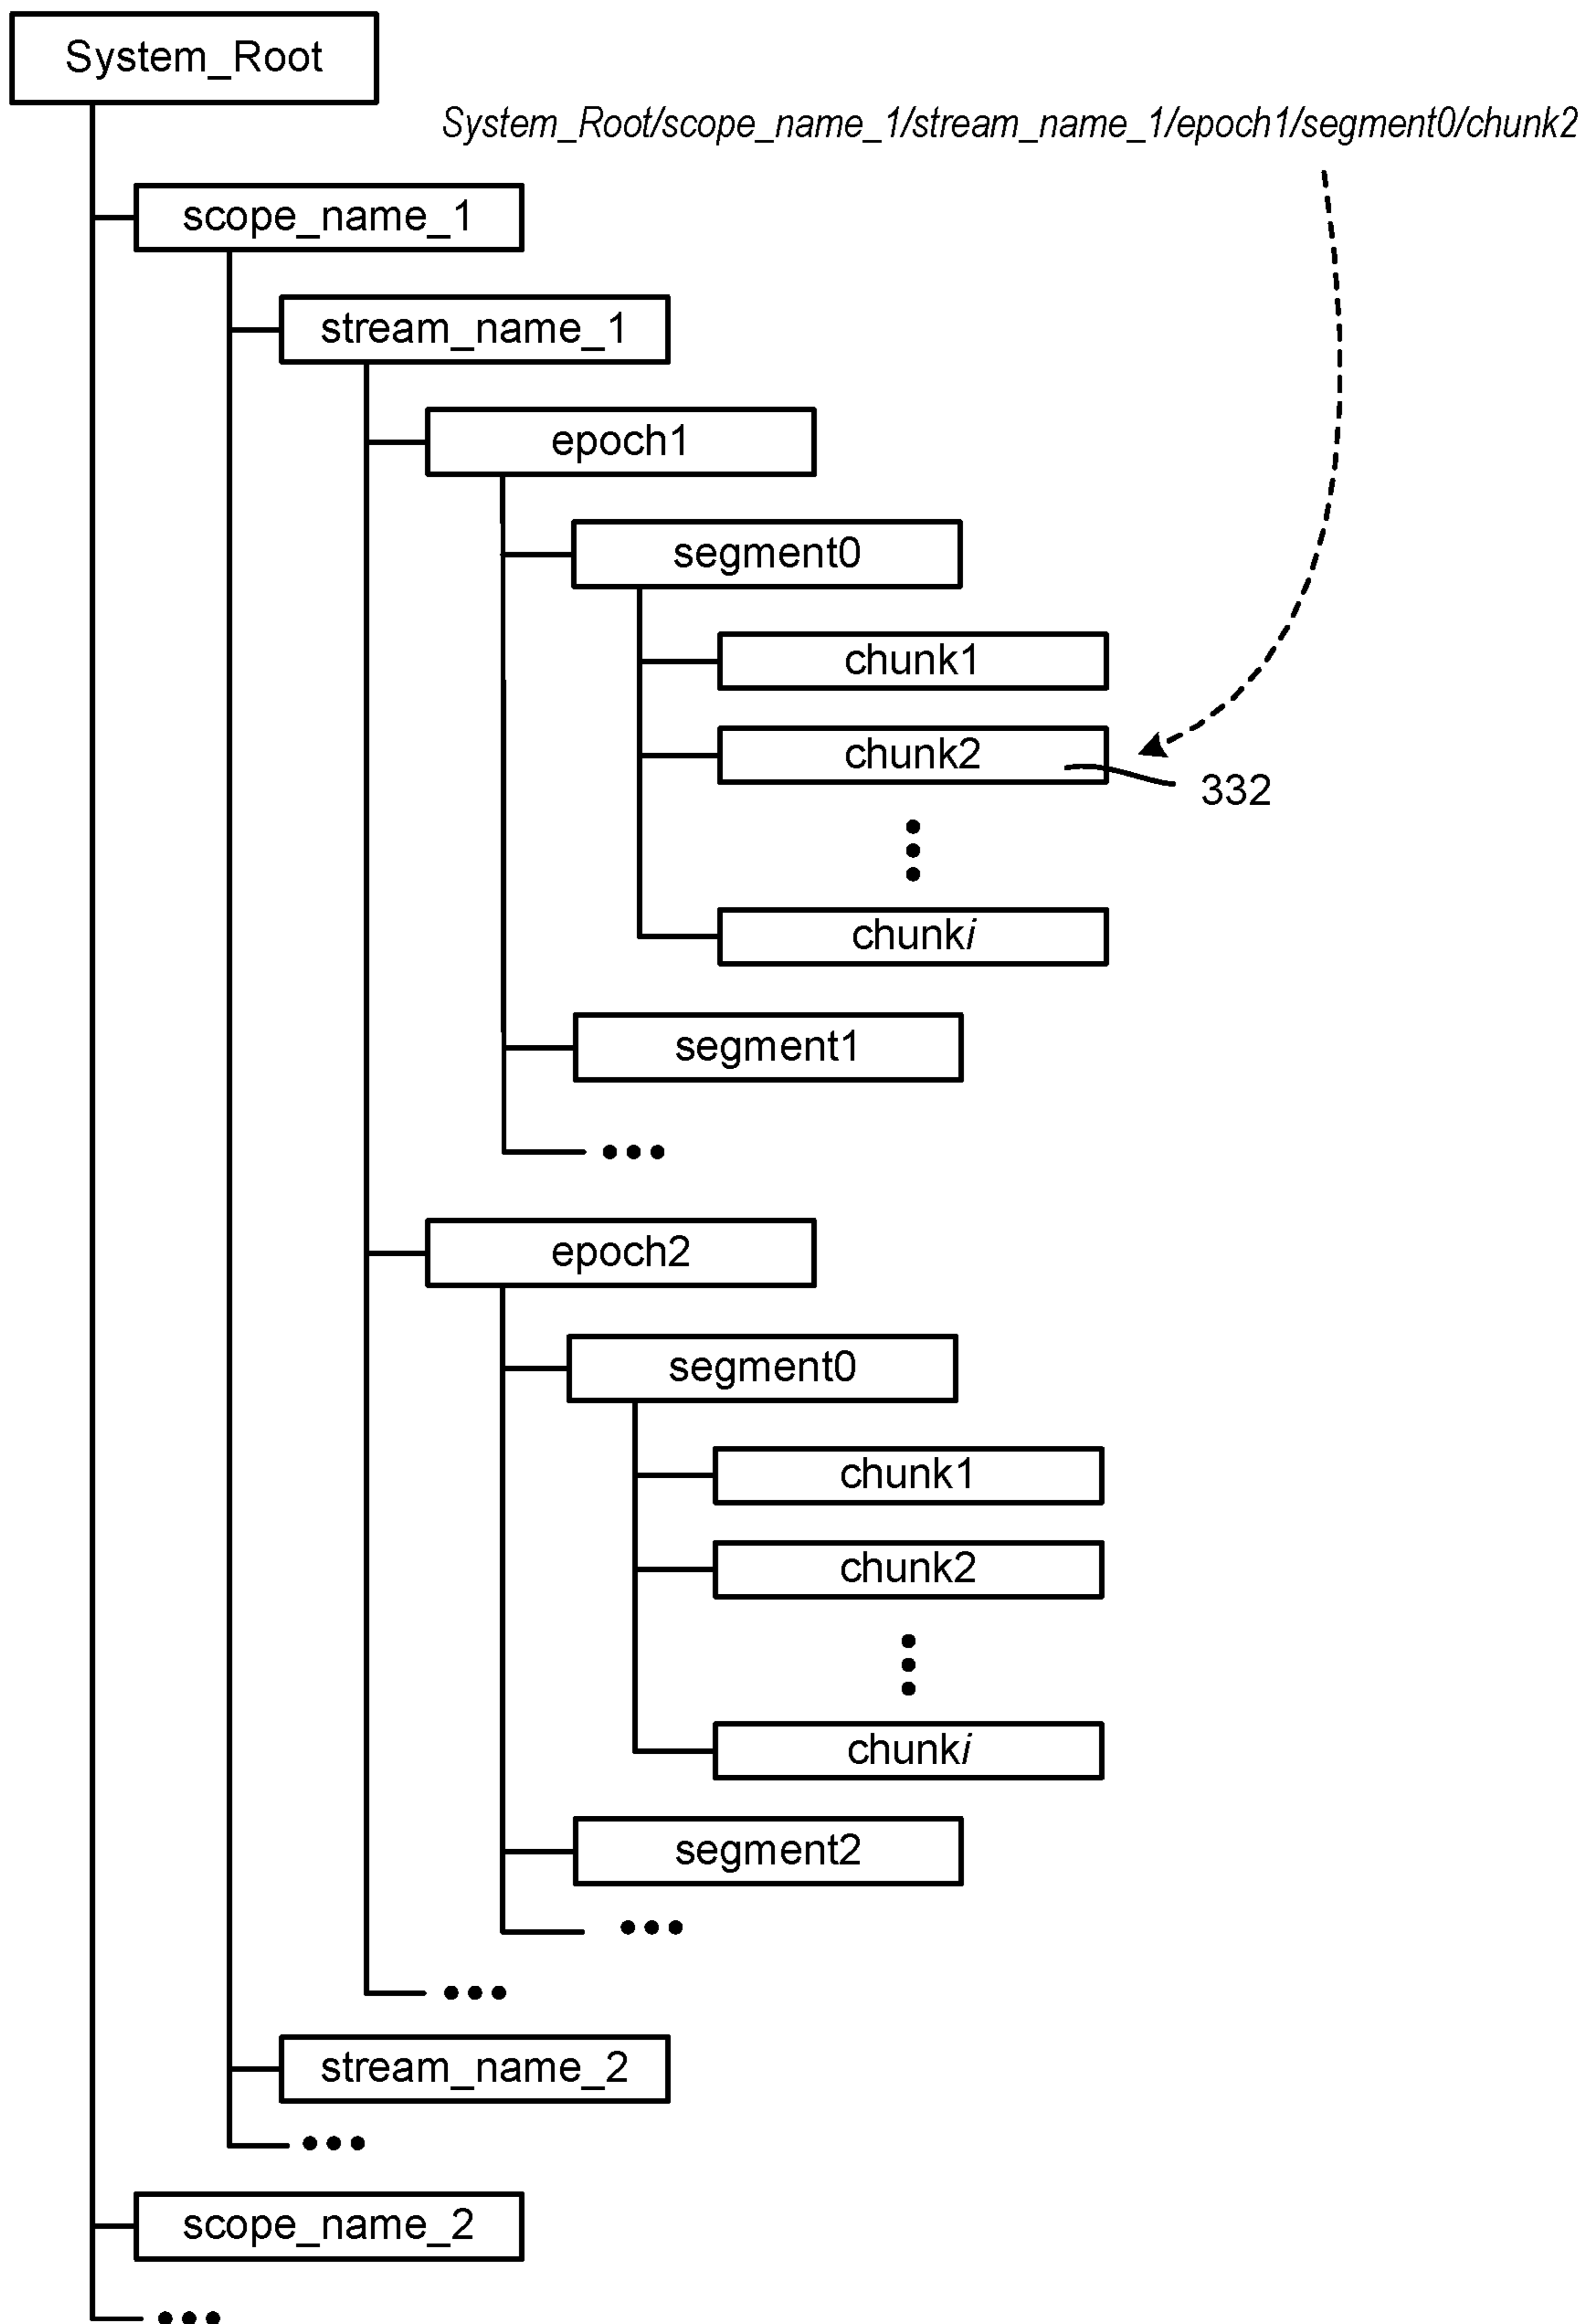 System_Root
System_Root/scope_name_1/stream_name_1/epoch1/segment0/chunk2
scope_name_1
stream_name_1
epoch1
segment0
chunk1
chunk2
332
chunki
segment1
epoch2
segment0
chunk1
chunk2
chunki
segment2
stream_name_2
scope_name_2